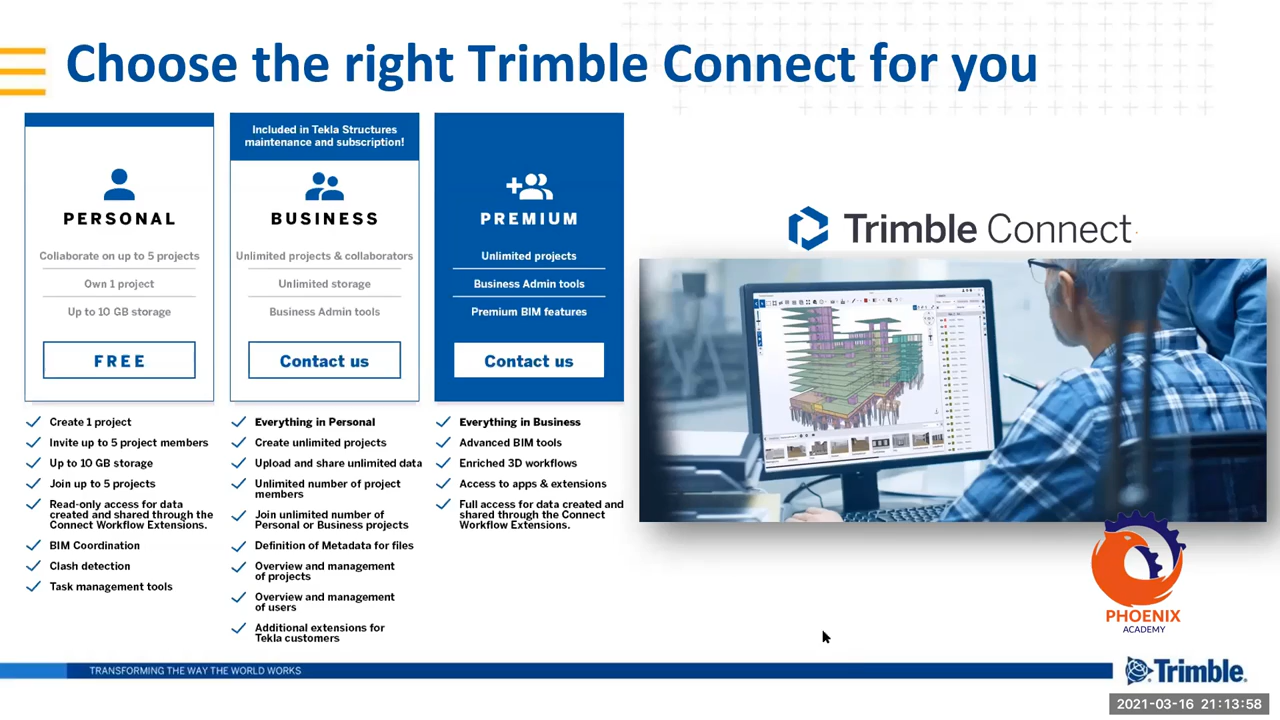 Choose the right Trimble Connect for you
PERSONAL
Collaborate on up to 5 projects
Own 1 project
Up to 10 GB storage
FREE
Create 1 project
Invite up to 5 project members
Up to 10 GB storage
Join up to 5 projects
Read-only access for data
created and shared through the
Connect Workflow Extensions.
BIM Coordination
Clash detection
Task management tools
Included in Tekla Structures
maintenance and subscription!
BUSINESS
Unlimited projects & collaborators
Unlimited storage
Business Admin tools
Contact us
Everything in Personal
Create unlimited projects
Upload and share unlimited data
Unlimited number of project
members
Join unlimited number of
Personal or Business projects
Definition of Metadata for files
Overview and management
of projects
Overview and management
of users
Additional extensions for
Tekla customers
PREMIUM
Unlimited projects
Business Admin tools
Premium BIM features
Contact us
Everything in Business
Advanced BIM tools
Enriched 3D workflows
Access to apps & extensions
Full access for data created and
shared through the Connect
Workflow Extensions.
Trimble Connect
PHOENIX
ACADEMY
TRANSFORMING THE WAY THE WORLD WORKS
Trimble.
2021-03-16 21:13:58